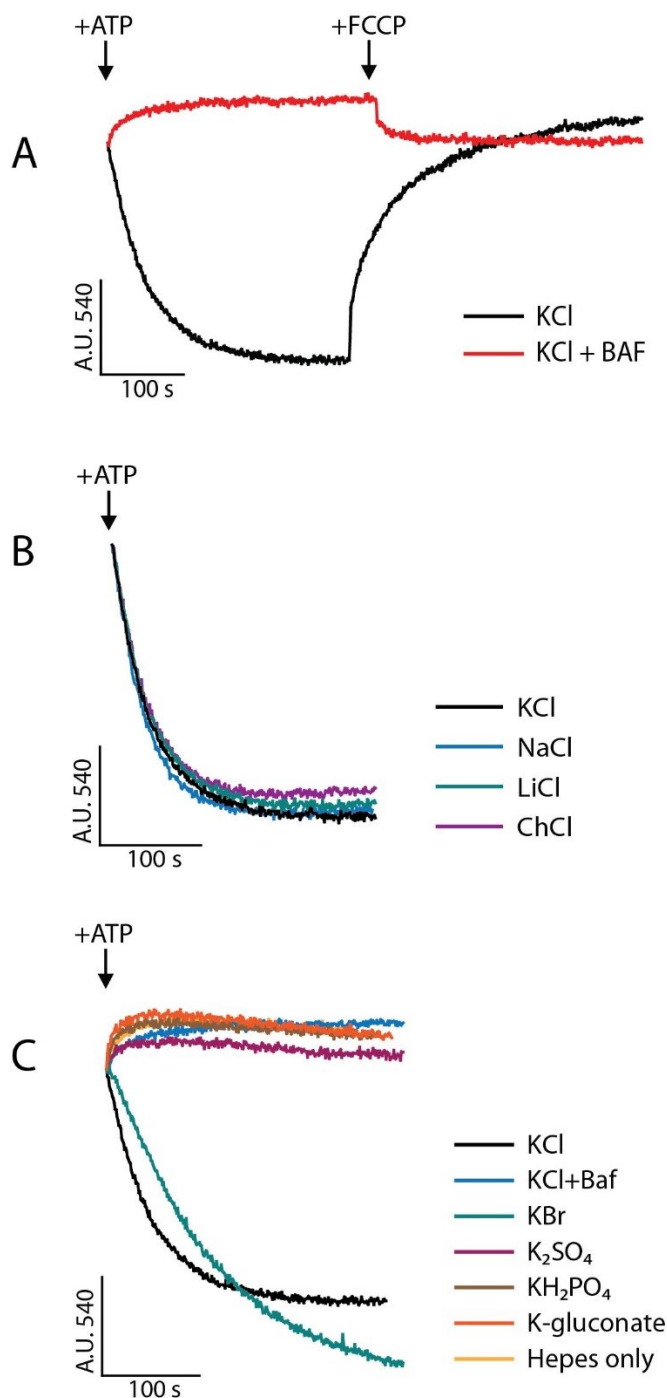 +ATP
+FCCP
A
A.U. 540
100 s
KCl
KCl + BAF
+ATP
B
A.U. 540
100 s
KCl
NaCl
LiCl
ChCl
+ATP
C
A.U. 540
100 s
KCl
KCl+Baf
KBr
K₂SO₄
KH₂PO₄
K-gluconate
Hepes only